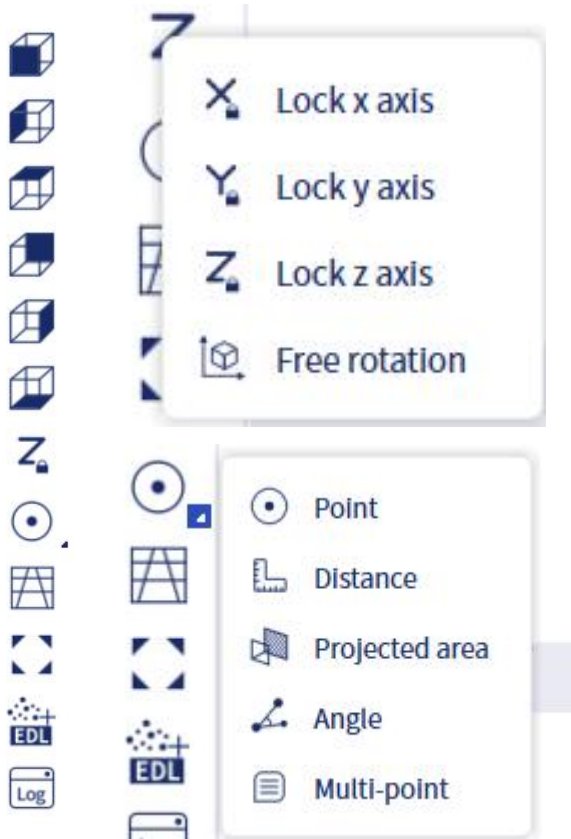 Z
Lock x axis
Lock y axis
Lock z axis
Free rotation
Z
Point
Distance
Projected area
Angle
Multi-point
EDL
EDL
Log